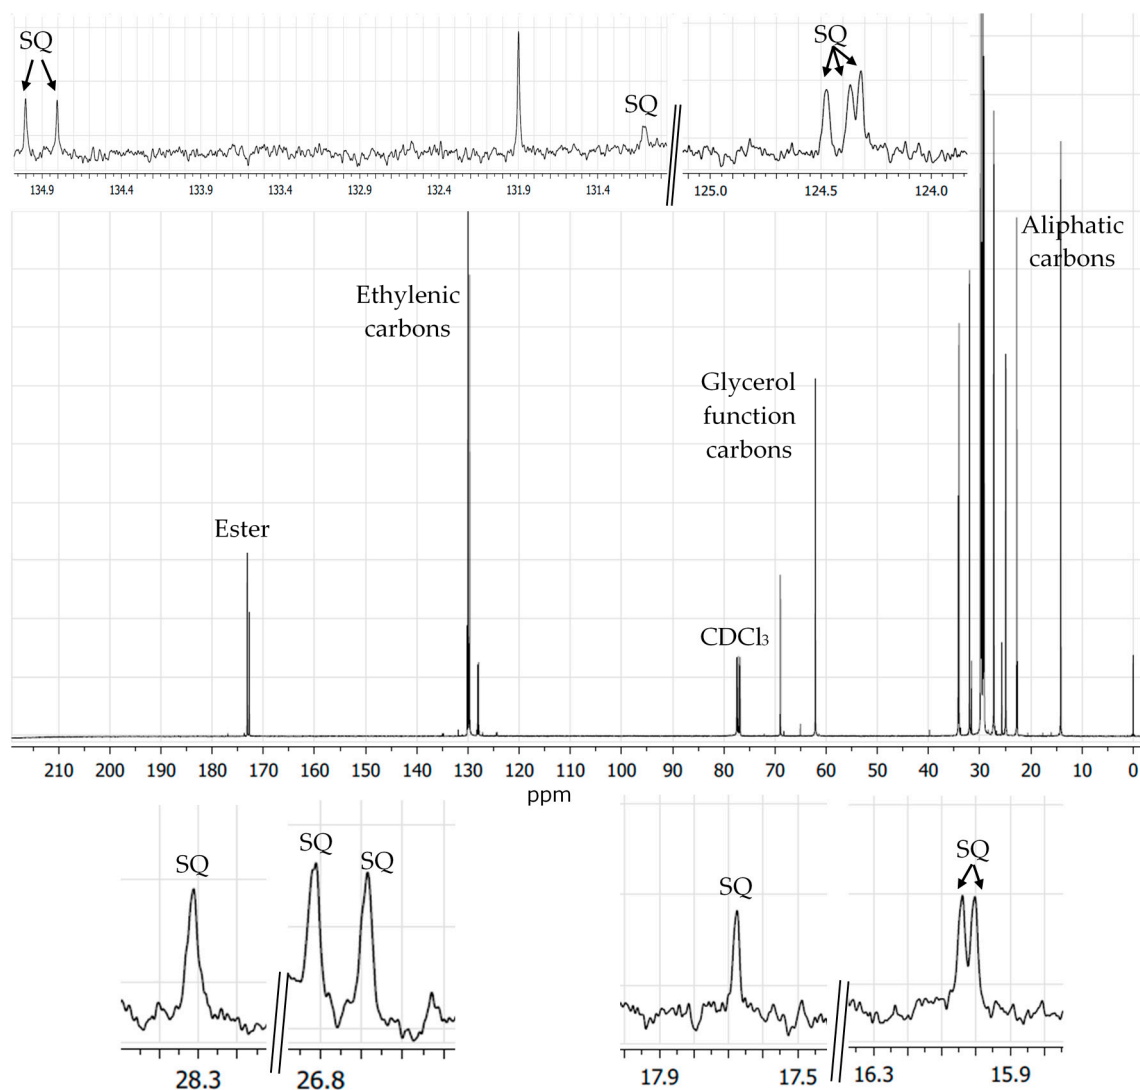 SQ
SQ
SQ
134.9 134.4 133.9 133.4 132.9 132.4 131.9 131.4
125.0 124.5 124.0
Aliphatic
carbons
Ethylenic
carbons
Glycerol
function
carbons
Ester
CDCl₃
210 200 190 180 170 160 150 140 130 120 110 100 90 80 70 60 50 40 30 20 10 0
ppm
SQ
SQ
SQ
SQ
SQ
28.3
26.8
17.9 17.5
16.3 15.9